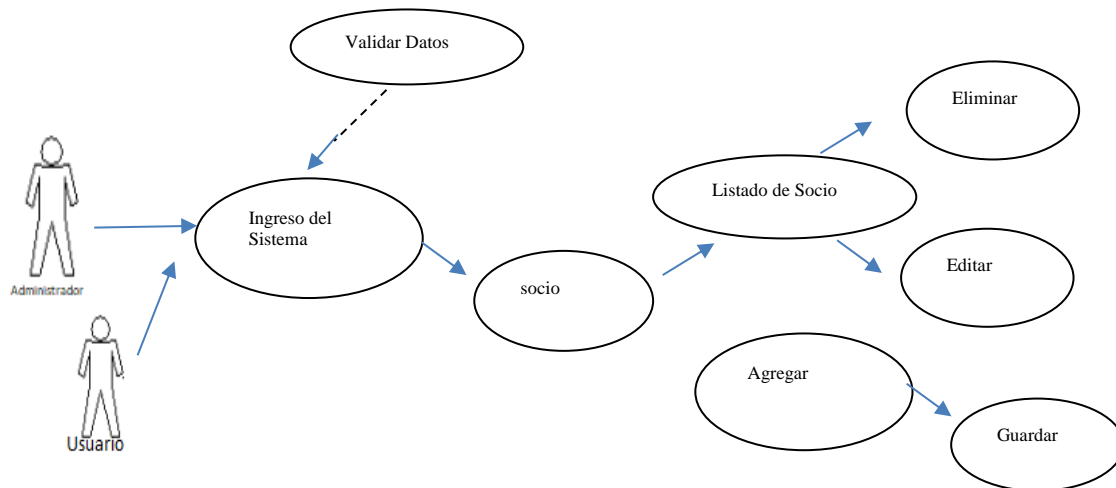 Validar Datos
Eliminar
Listado de Socio
Ingreso del
Sistema
Administrador
Editar
socio
Agregar
Usuario
Guardar